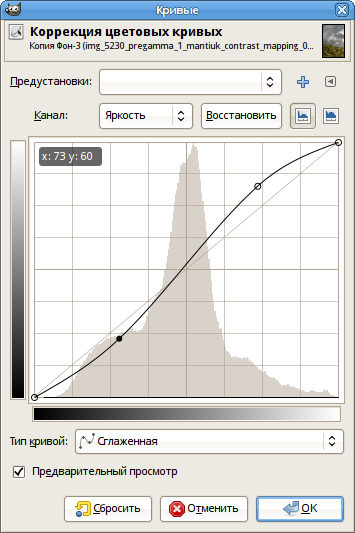 Кривые
Коррекция цветовых кривых
Копия Фон-3 (img_5230_pregamma_1_mantiuk_contrast_mapping_0...
Предустановки:
Канал: Яркость Восстановить
x: 73 y: 60
Тип кривой: Сглаженная
Предварительный просмотр
Сбросить Отменить OK